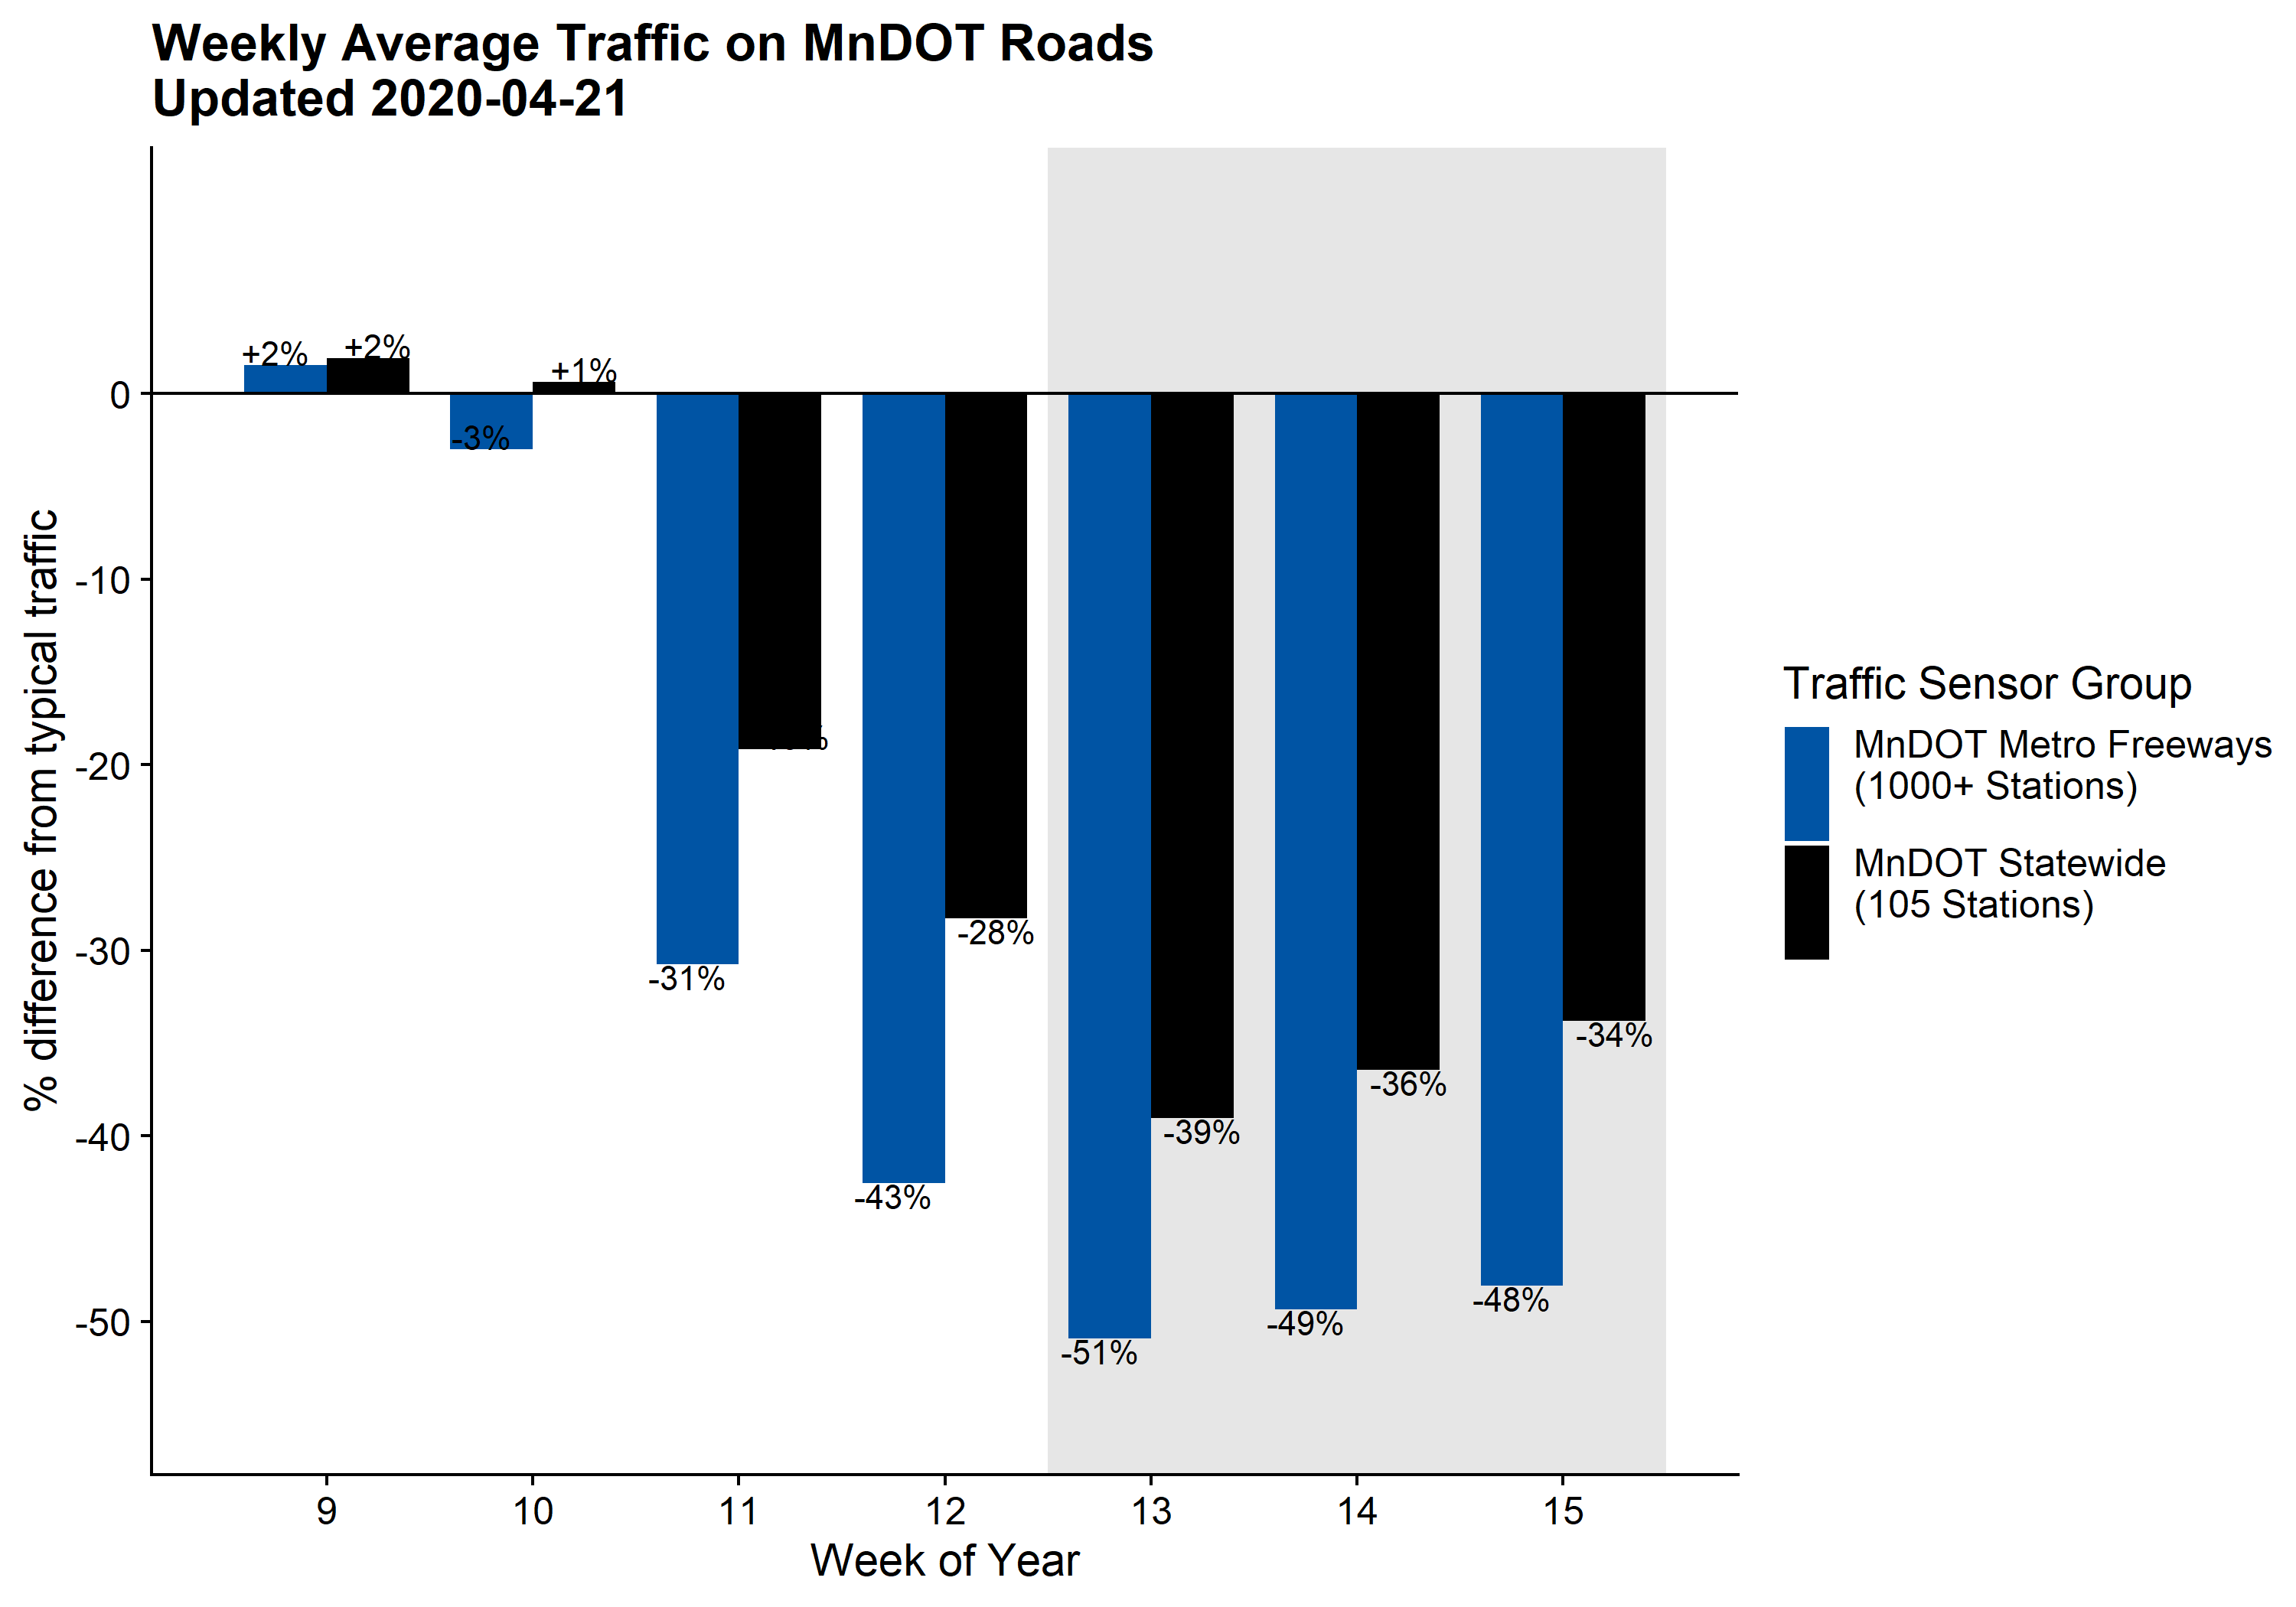 Weekly Average Traffic on MnDOT Roads
Updated 2020-04-21
% difference from typical traffic
0
-10
-20
-30
-40
-50
+2%
+2%
-3%
+1%
-31%
-43%
-28%
-51%
-39%
-49%
-36%
-48%
-34%
9
10
11
12
13
14
15
Week of Year
Traffic Sensor Group
MnDOT Metro Freeways
(1000+ Stations)
MnDOT Statewide
(105 Stations)